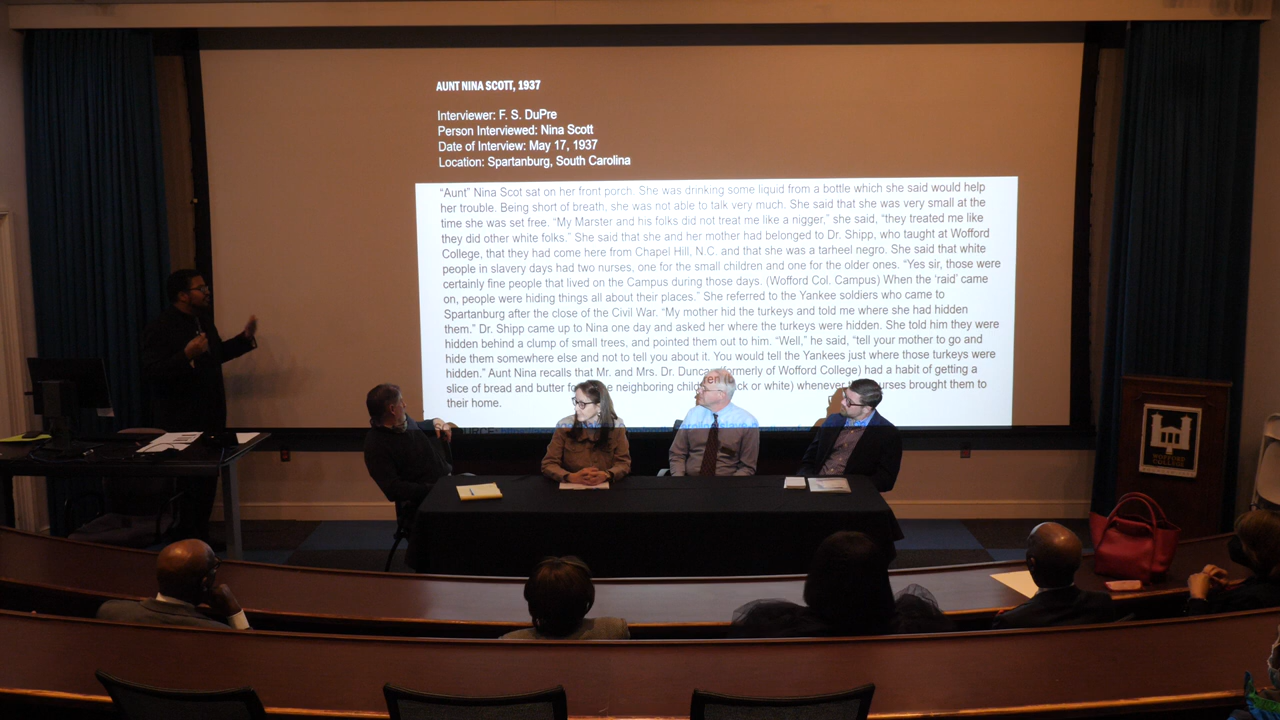 AUNT NINA SCOTT, 1937
Interviewer: F. S. DuPre
Person Interviewed: Nina Scott
Date of Interview: May 17, 1937
Location: Spartanburg, South Carolina
“Aunt” Nina Scot sat on her front porch. She was drinking some liquid from a bottle which she said would help
her trouble. Being short of breath, she was not able to talk very much. She said that she was very small at the
time she was set free. “My Marster and his folks did not treat me like a nigger,” she said, “they treated me like
they did other white folks.” She said that she and her mother had belonged to Dr. Shipp, who taught at Wofford
College, that they had come here from Chapel Hill, N.C. and that she was a tarheel negro. She said that white
people in slavery days had two nurses, one for the small children and one for the older ones. “Yes sir, those were
certainly fine people that lived on the Campus during those days. (Wofford Col. Campus) When the ‘raid’ came
on, people were hiding things all about their places.” She referred to the Yankee soldiers who came to
Spartanburg after the close of the Civil War. “My mother hid the turkeys and told me where she had hidden
them.” Dr. Shipp came up to Nina one day and asked her where the turkeys were hidden. She told him they were
hidden behind a clump of small trees, and pointed them out to him. “Well,” he said, “tell your mother to go and
hide them somewhere else and not to tell you about it. You would tell the Yankees just where those turkeys were
hidden.” Aunt Nina recalls that Mr. and Mrs. Dr. Duncan (formerly of Wofford College) had a habit of getting a
slice of bread and butter neighboring or white) whenever brought them to
their home.
WOFFORD
COLLEGE